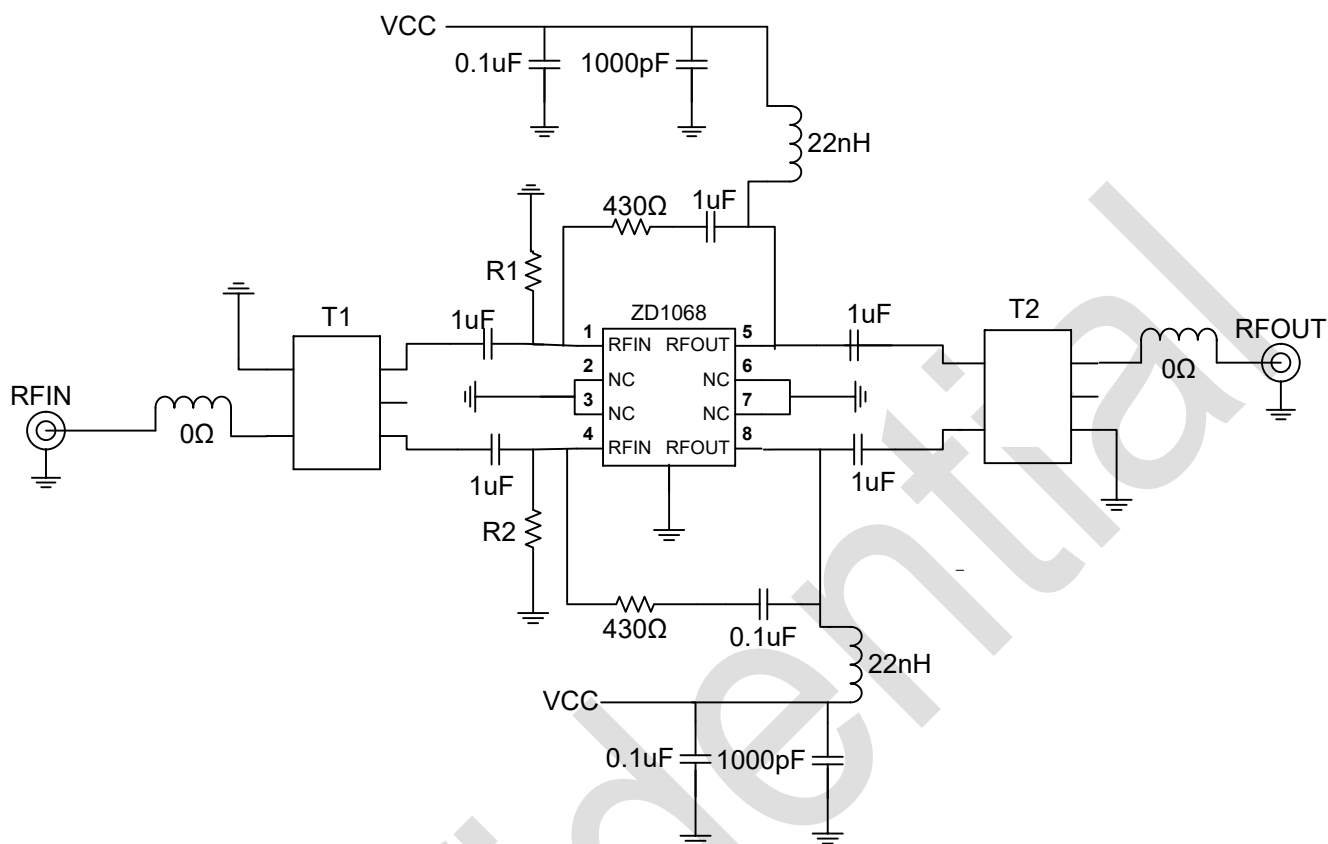 VCC
0.1uF
1000pF
22nH
430Ω
1uF
R1
T1
1uF
ZD1068
1uF
T2
RFOUT
1
RFIN
RFOUT
5
2
NC
NC
6
0Ω
RFIN
3
NC
NC
7
0Ω
4
RFIN
RFOUT
8
1uF
1uF
R2
430Ω
0.1uF
22nH
VCC
0.1uF
1000pF
fidential